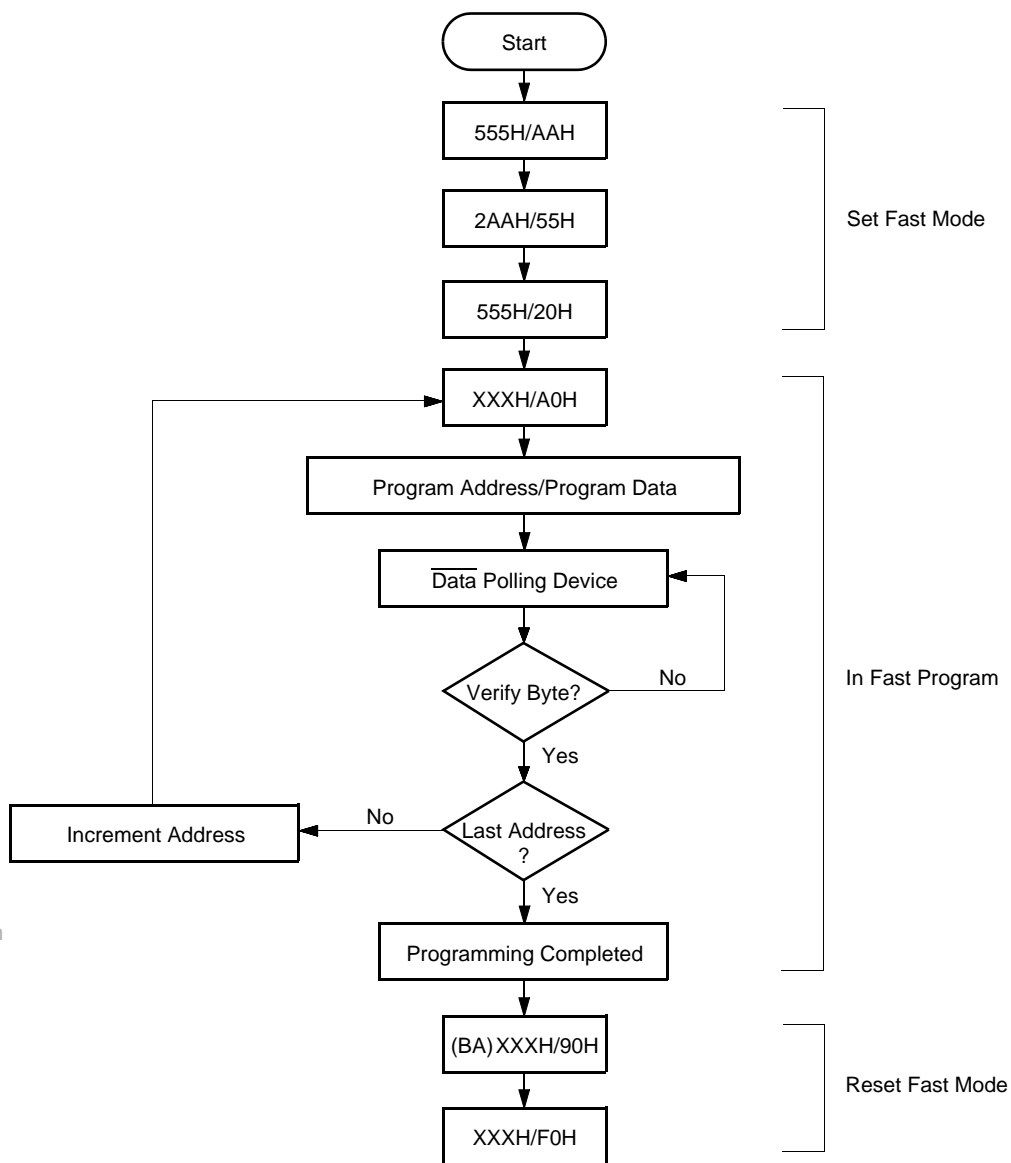 Start
555H/AAH
2AAH/55H
Set Fast Mode
555H/20H
XXXH/A0H
Program Address/Program Data
Data Polling Device
Verify Byte?
No
In Fast Program
Yes
Increment Address
No
Last Address
?
Yes
Programming Completed
(BA)XXXH/90H
Reset Fast Mode
XXXH/F0H